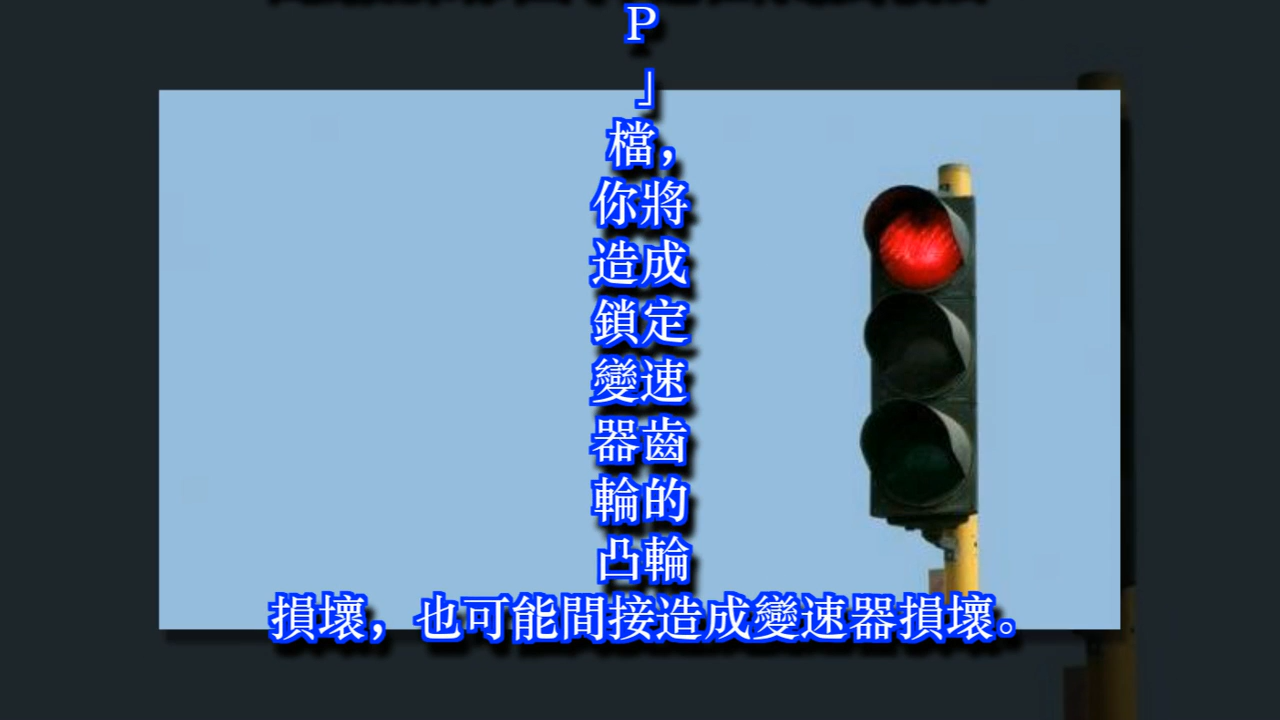 P
」
檔，
你將
造成
鎖定
變速
器齒
輪的
凸輪
損壞，也可能間接造成變速器損壞。